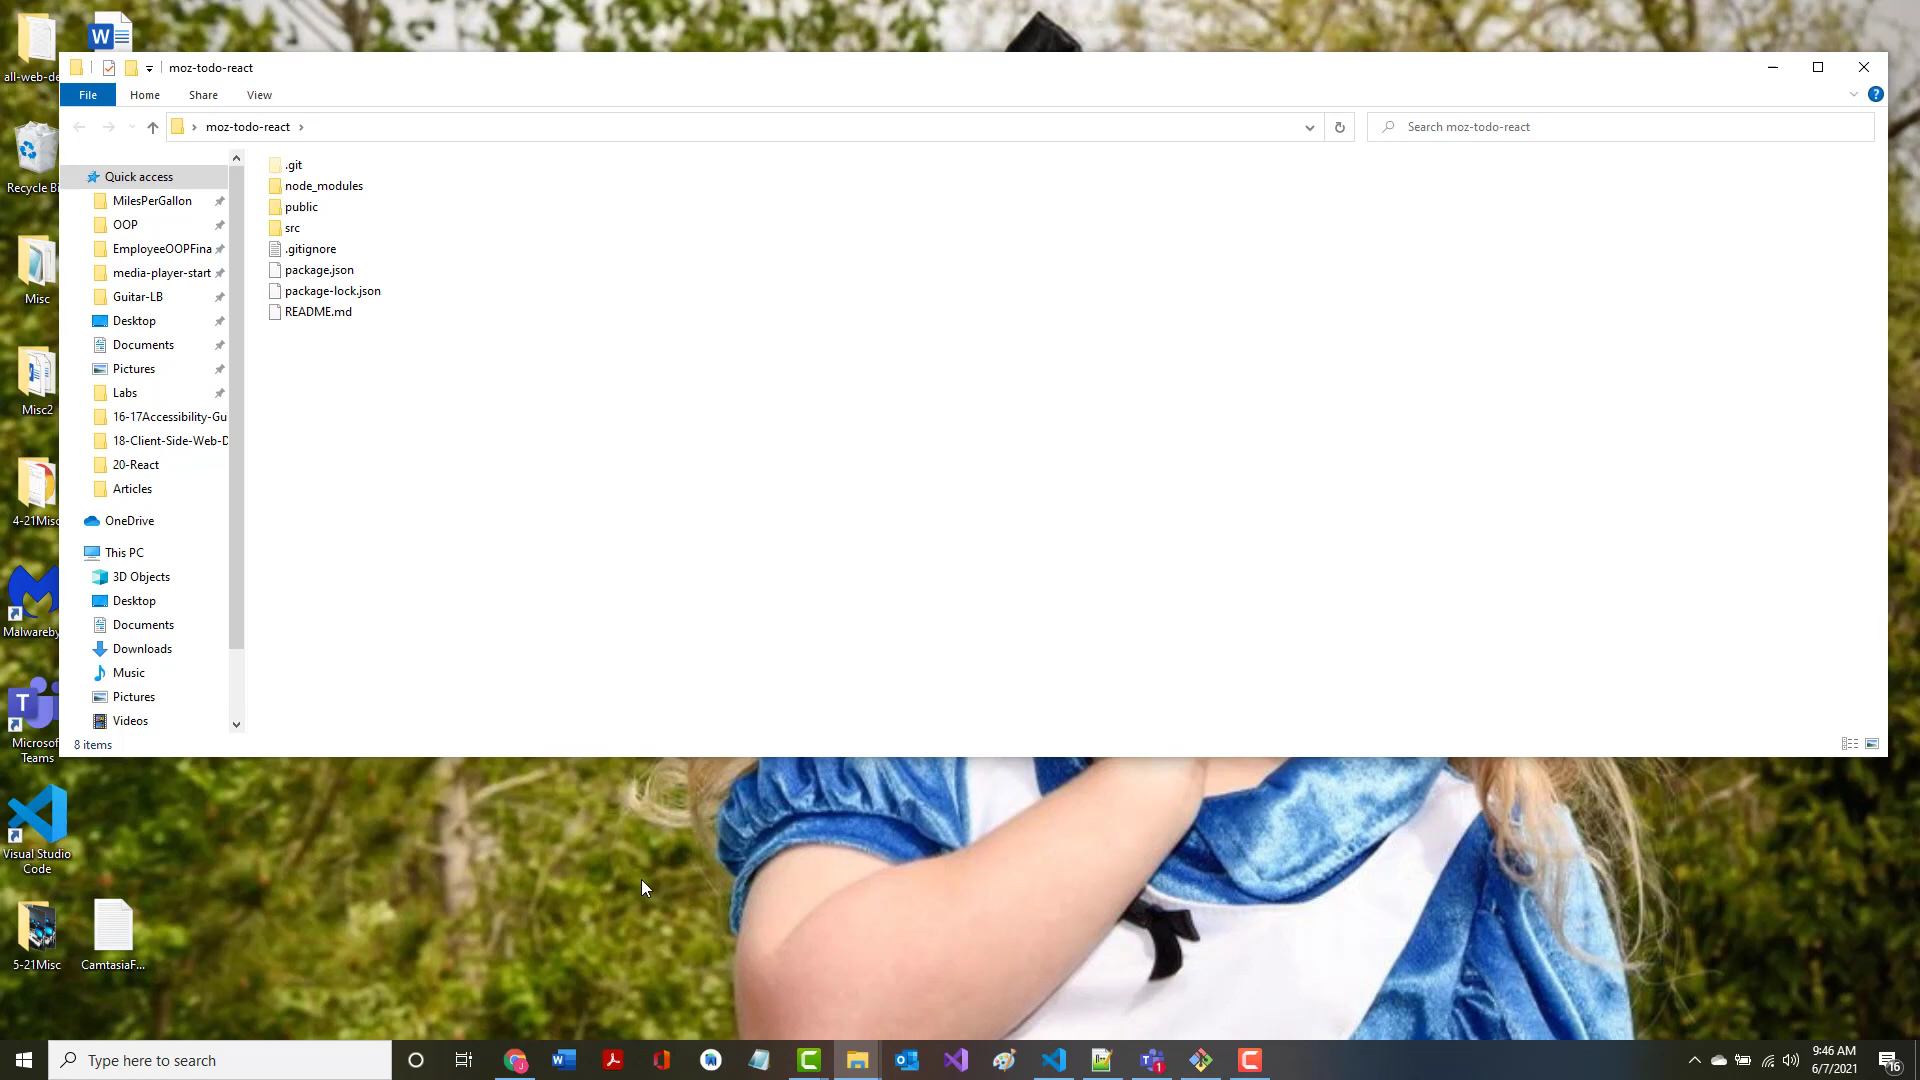 all-web-de
moz-todo-react
File
Home
Share
View
moz-todo-react
Search moz-todo-react
Quick access
MilesPerGallon
OOP
EmployeeOOPFina
media-player-start
Guitar-LB
Desktop
Documents
Pictures
Labs
16-17Accessibility-Gu
18-Client-Side-Web-D
20-React
Articles
OneDrive
This PC
3D Objects
Desktop
Documents
Downloads
Music
Pictures
Videos
.git
node_modules
public
src
.gitignore
package.json
package-lock.json
README.md
8 items
Recycle Bi
Misc
Misc2
4-21Misc
Malwareby
Microsof
Teams
Visual Studio
Code
5-21Misc
CamtasiaF...
Type here to search
9:46 AM
6/7/2021
16